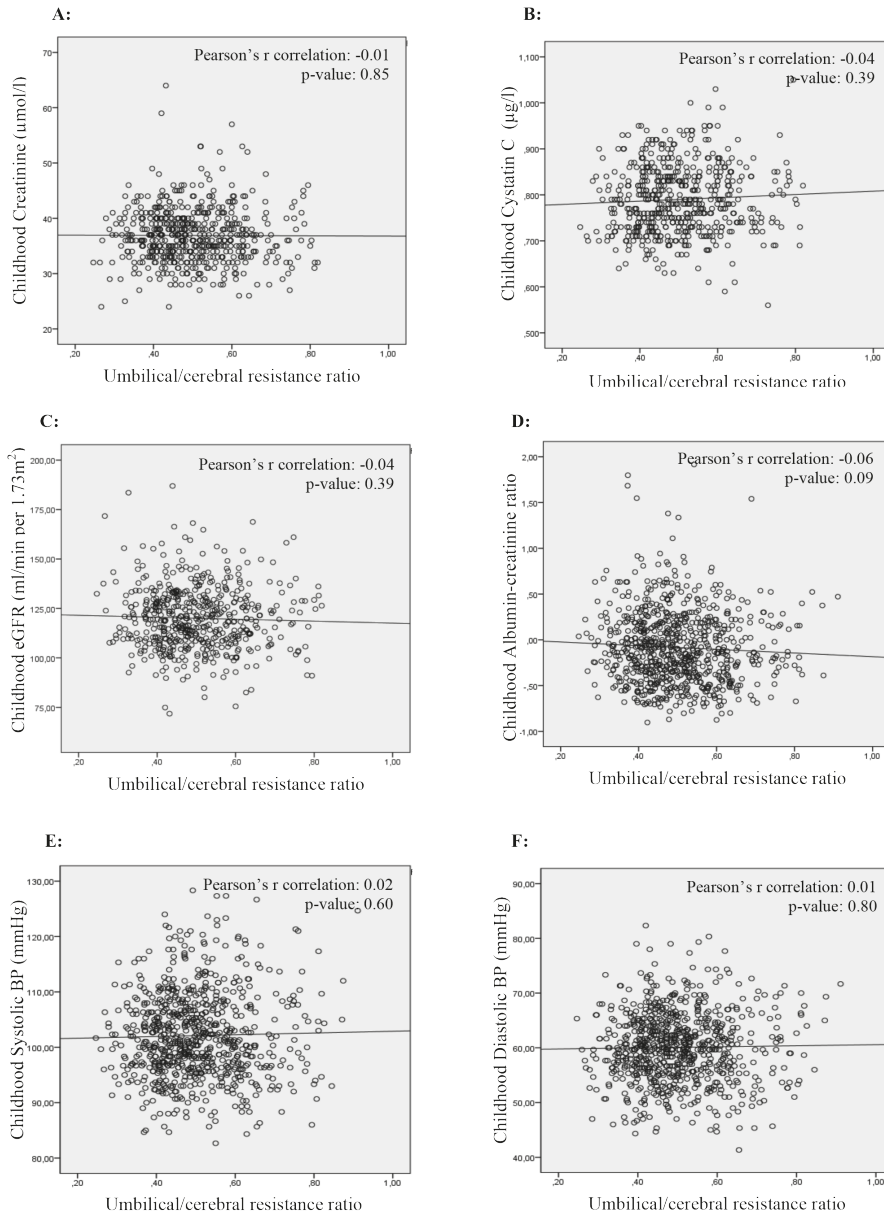 A:
Pearson's r correlation: -0.01
p-value: 0.85
Childhood Creatinine (µmol/l)
70
60
50
40
30
20
,20
,40
,60
,80
1,00
Umbilical/cerebral resistance ratio
B:
Pearson's r correlation: -0.04
p-value: 0.39
Childhood Cystatin C (µg/l)
1,100
1,000
,900
,800
,700
,600
,500
,20
,40
,60
,80
1,00
Umbilical/cerebral resistance ratio
C:
Pearson's r correlation: -0.04
p-value: 0.39
Childhood eGFR (ml/min per 1.73m²)
200,00
175,00
150,00
125,00
100,00
75,00
,20
,40
,60
,80
1,00
Umbilical/cerebral resistance ratio
D:
Pearson's r correlation: -0.06
p-value: 0.09
Childhood Albumin-creatinine ratio
2,00
1,50
1,00
,50
,00
-,50
-1,00
,20
,40
,60
,80
1,00
Umbilical/cerebral resistance ratio
E:
Pearson's r correlation: 0.02
p-value: 0.60
Childhood Systolic BP (mmHg)
130,00
120,00
110,00
100,00
90,00
80,00
,20
,40
,60
,80
1,00
Umbilical/cerebral resistance ratio
F:
Pearson's r correlation: 0.01
p-value: 0.80
Childhood Diastolic BP (mmHg)
90,00
80,00
70,00
60,00
50,00
40,00
,20
,40
,60
,80
1,00
Umbilical/cerebral resistance ratio